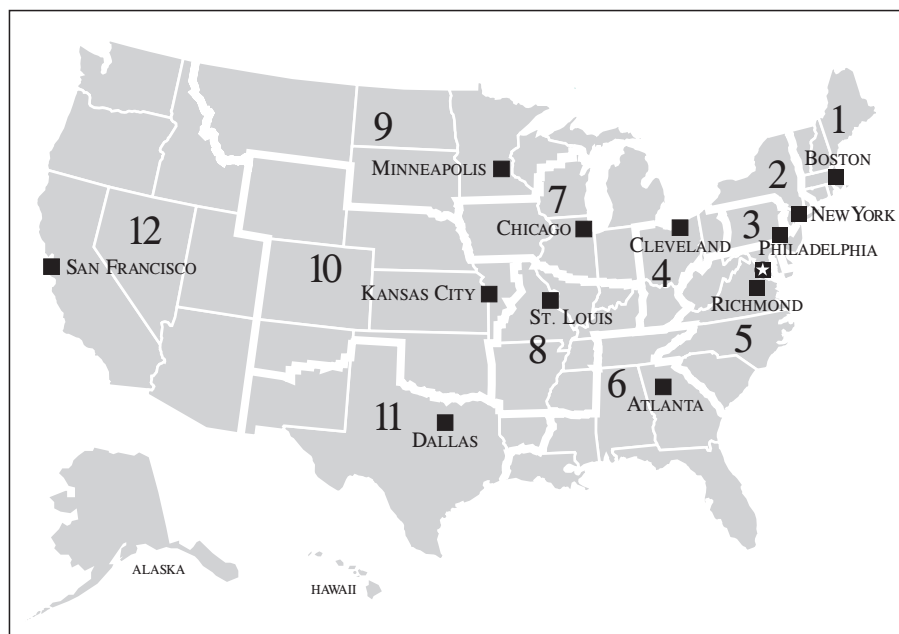 1
BOSTON
9
2
MINNEAPOLIS
7
NEW YORK
3
CHICAGO
12
CLEVELAND
PHILADELPHIA
10
4
SAN FRANCISCO
KANSAS CITY
RICHMOND
ST. LOUIS
5
8
6
ATLANTA
11
DALLAS
ALASKA
HAWAII